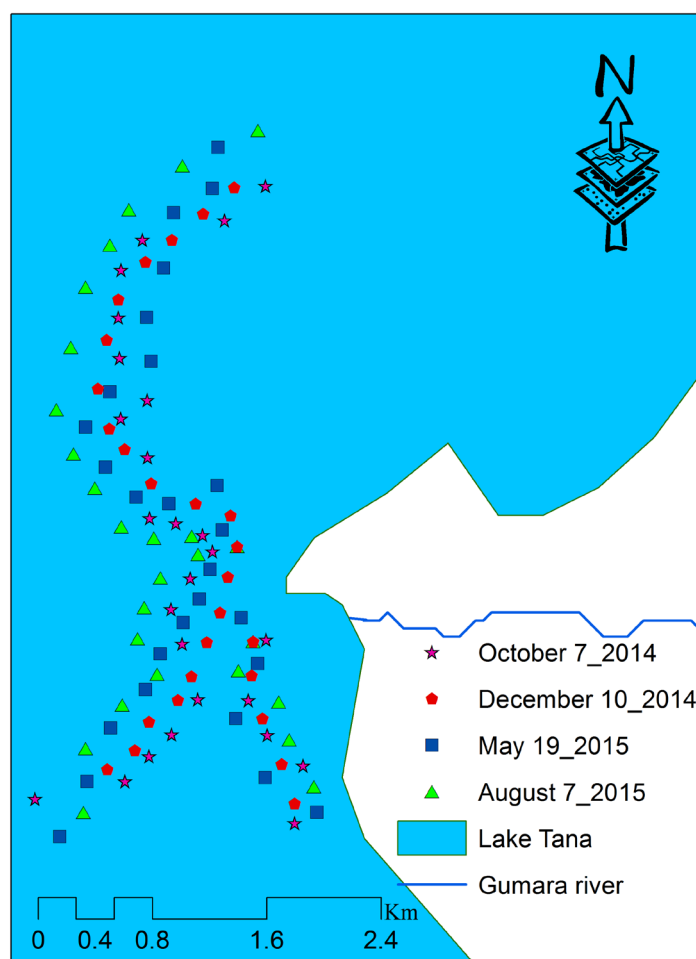 N
October 7_2014
December 10_2014
May 19_2015
August 7_2015
Lake Tana
Gumara river
Km
0 0.4 0.8 1.6 2.4